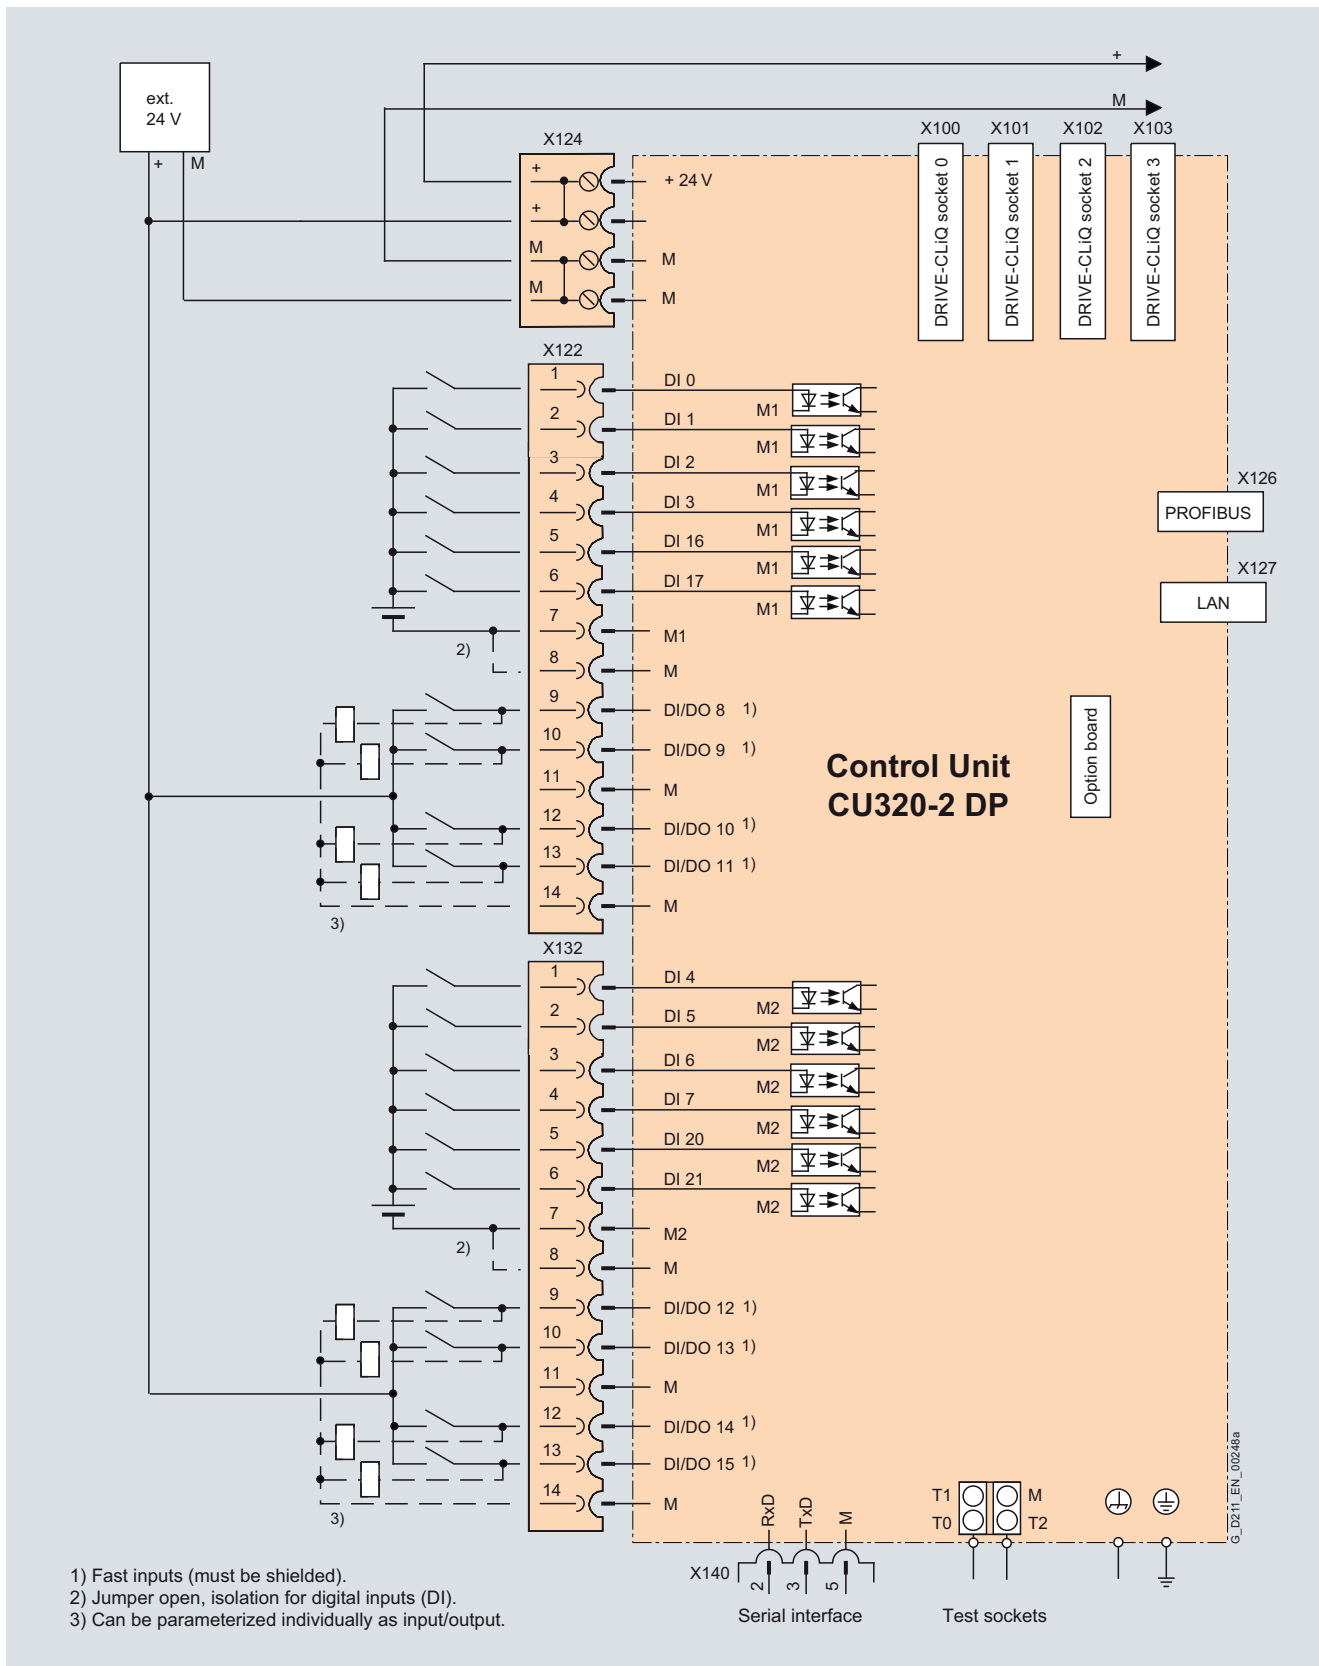 +
M
ext.
24 V
+ M
X100 X101 X102 X103
DRIVE-CLiQ socket 0
DRIVE-CLiQ socket 1
DRIVE-CLiQ socket 2
DRIVE-CLiQ socket 3
X124
+ + 24 V
+
M M
M M
X122
1 DI 0 M1
2 DI 1 M1
3 DI 2 M1
4 DI 3 M1
5 DI 16 M1
6 DI 17 M1
7 M1
2)
8 M
9 DI/DO 8 1)
10 DI/DO 9 1)
11 M
12 DI/DO 10 1)
13 DI/DO 11 1)
14 M
3)
X126
PROFIBUS
X127
LAN
Option board
Control Unit
CU320-2 DP
X132
1 DI 4 M2
2 DI 5 M2
3 DI 6 M2
4 DI 7 M2
5 DI 20 M2
6 DI 21 M2
7 M2
2)
8 M
9 DI/DO 12 1)
10 DI/DO 13 1)
11 M
12 DI/DO 14 1)
13 DI/DO 15 1)
14 M
3)
RxD TxD M
X140 2 3 5
Serial interface
T1 M
T0 T2
Test sockets
G_D211_EN_00248a
1) Fast inputs (must be shielded).
2) Jumper open, isolation for digital inputs (DI).
3) Can be parameterized individually as input/output.